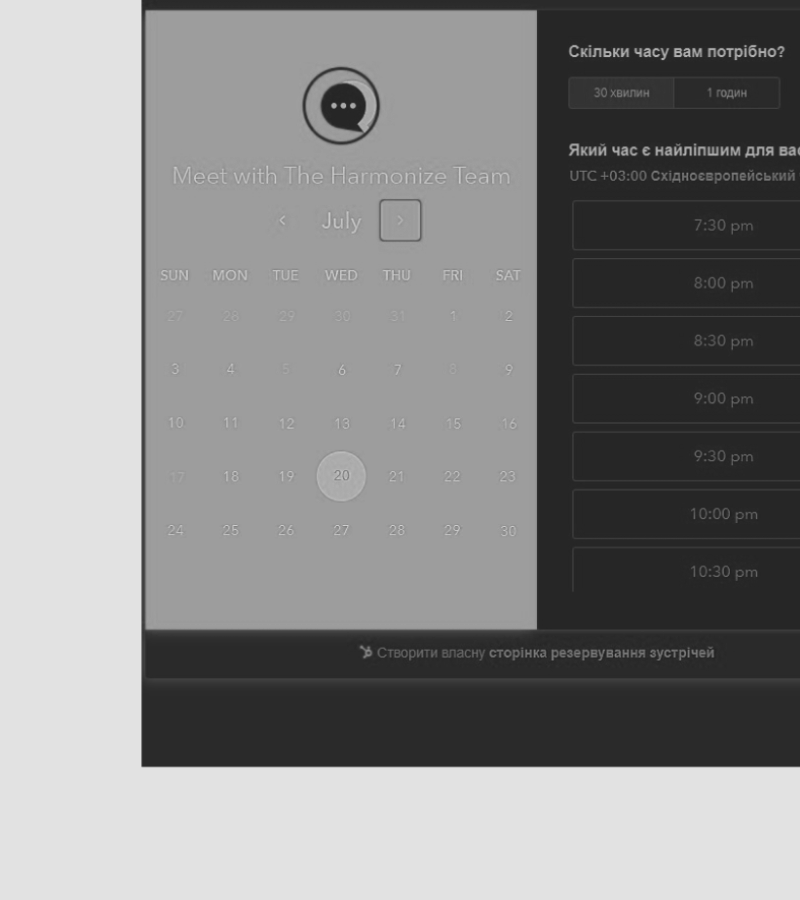 Meet with The Harmonize Team
< July >
SUN MON TUE WED THU FRI SAT
27 28 29 30 31 1 2
3 4 5 6 7 8 9
10 11 12 13 14 15 16
17 18 19 20 21 22 23
24 25 26 27 28 29 30
Скільки часу вам потрібно?
30 хвилин 1 годин
Який час є найліпшим для вас
UTC +03:00 Східноєвропейський
7:30 pm
8:00 pm
8:30 pm
9:00 pm
9:30 pm
10:00 pm
10:30 pm
Створити власну сторінка резервування зустрічей